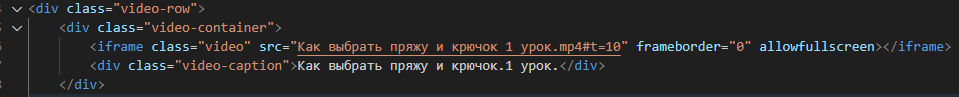 <div class="video-row">
<div class="video-container">
<iframe class="video" src="Как выбрать пряжу и крючок 1 урок.mp4#t=10" frameborder="0" allowfullscreen></iframe>
<div class="video-caption">Как выбрать пряжу и крючок.1 урок.</div>
</div>